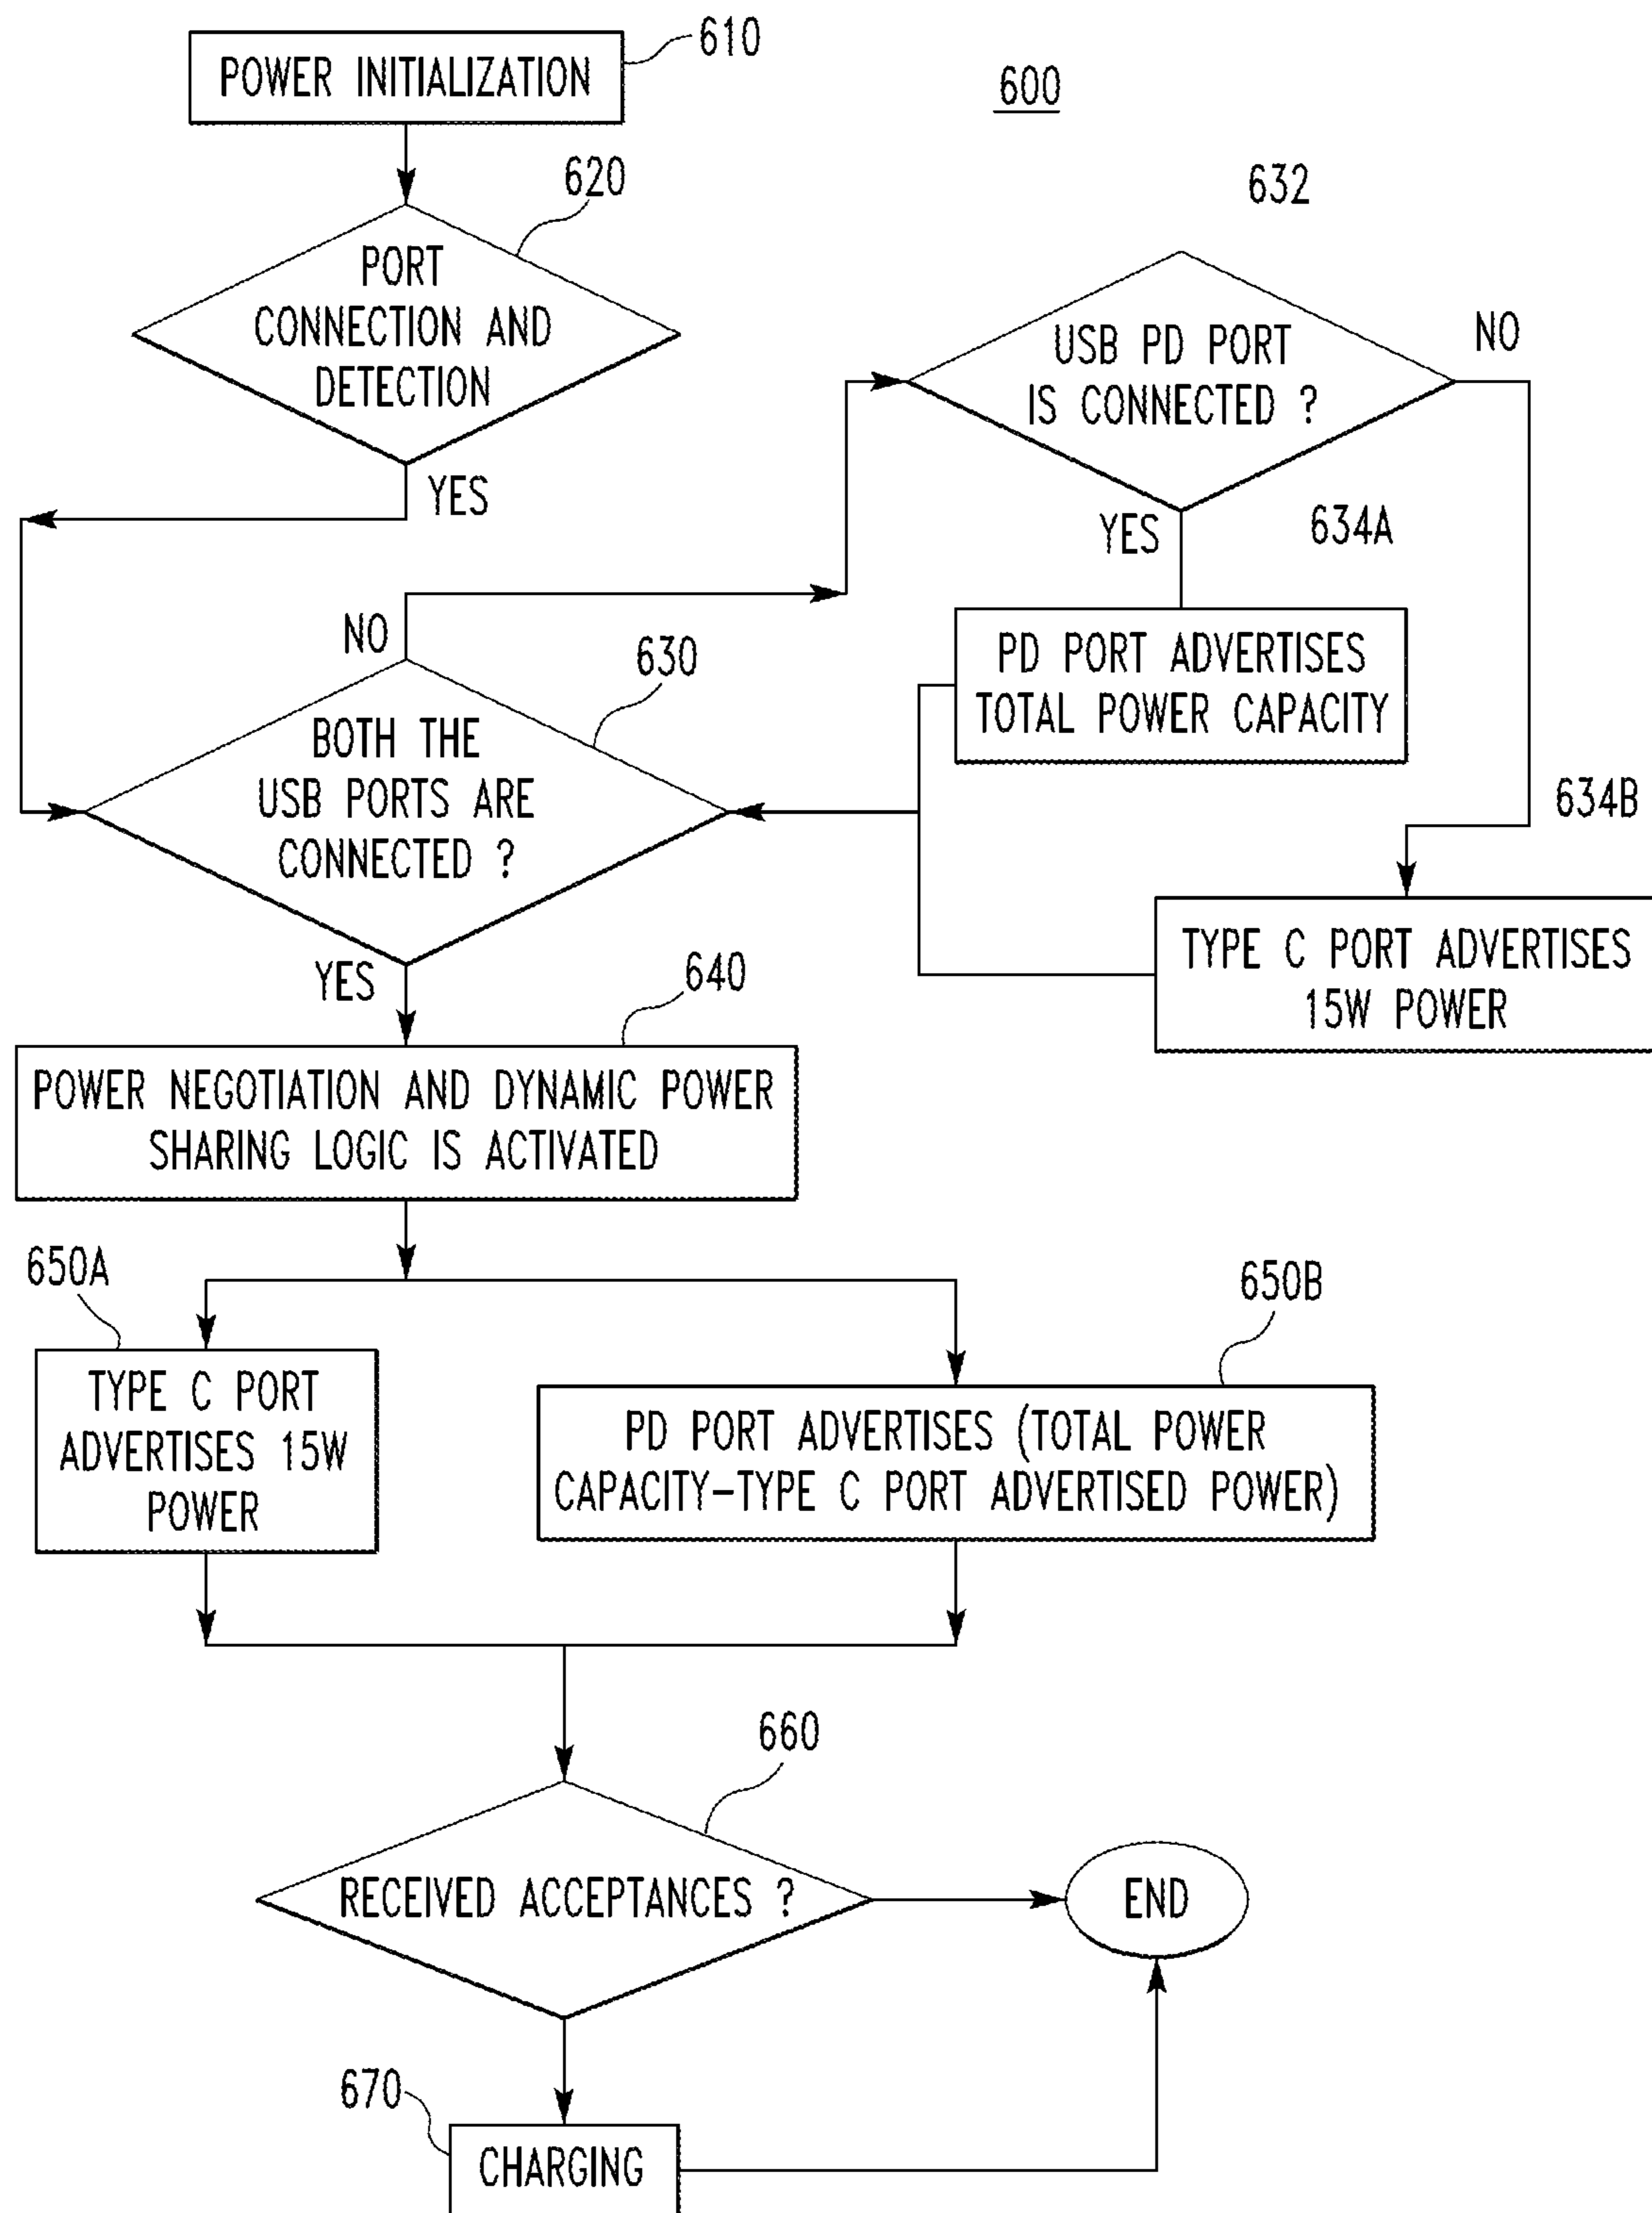 610
POWER INITIALIZATION
600
620
PORT
CONNECTION AND
DETECTION
YES
632
USB PD PORT
IS CONNECTED ?
NO
YES
634A
PD PORT ADVERTISES
TOTAL POWER CAPACITY
634B
TYPE C PORT ADVERTISES
15W POWER
NO
630
BOTH THE
USB PORTS ARE
CONNECTED ?
YES
640
POWER NEGOTIATION AND DYNAMIC POWER
SHARING LOGIC IS ACTIVATED
650A
TYPE C PORT
ADVERTISES 15W
POWER
650B
PD PORT ADVERTISES (TOTAL POWER
CAPACITY-TYPE C PORT ADVERTISED POWER)
660
RECEIVED ACCEPTANCES ?
END
670
CHARGING